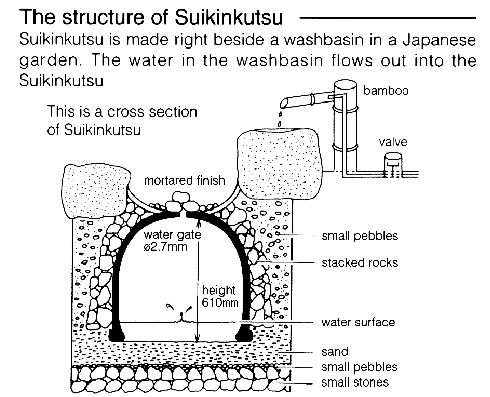 The structure of Suikinkutsu
Suikinkutsu is made right beside a washbasin in a Japanese
garden. The water in the washbasin flows out into the
Suikinkutsu
This is a cross section
of Suikinkutsu
bamboo
valve
mortared finish
water gate
ø2.7mm
small pebbles
stacked rocks
height
610mm
water surface
sand
small pebbles
small stones